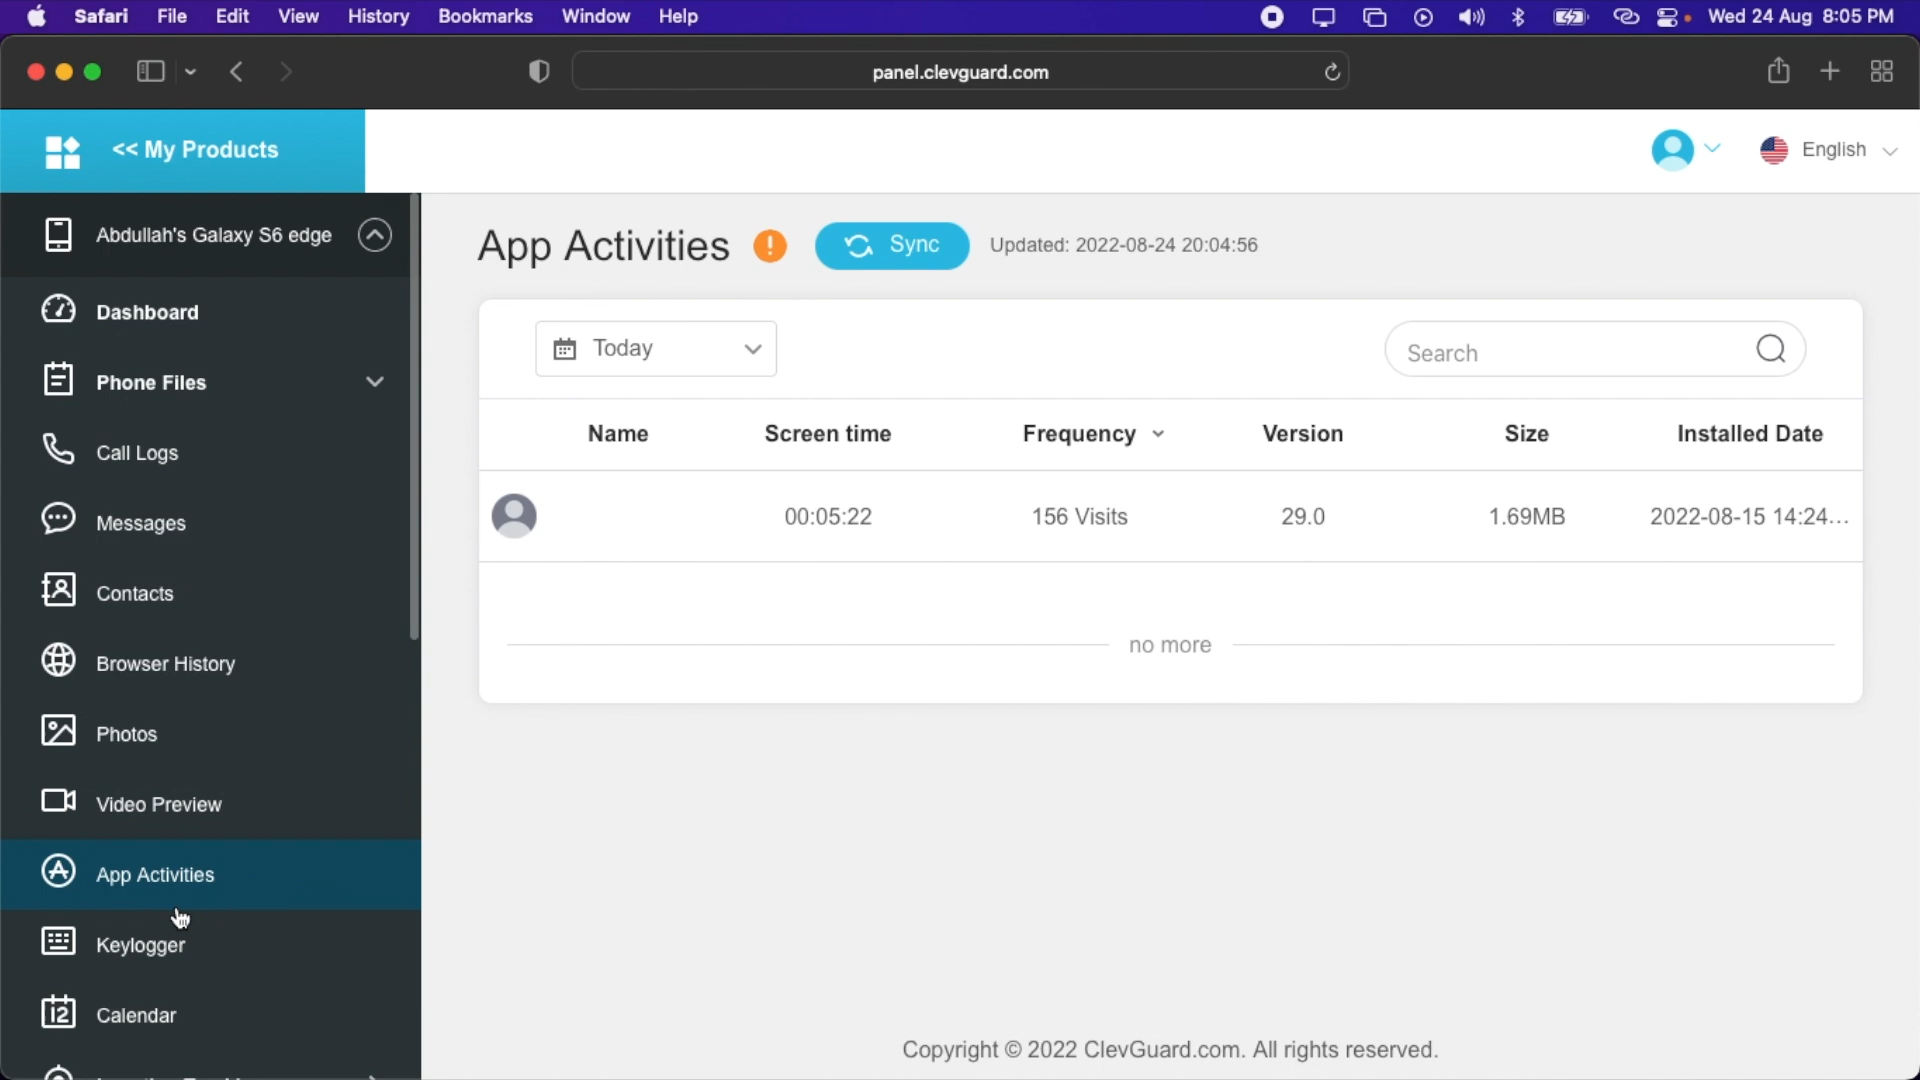 Safari File Edit View History Bookmarks Window Help Wed 24 Aug 8:05 PM
panel.clevguard.com
<< My Products
English
Abdullah's Galaxy S6 edge
Dashboard
Phone Files
Call Logs
Messages
Contacts
Browser History
Photos
Video Preview
App Activities
Keylogger
12 Calendar
App Activities ! Sync Updated: 2022-08-24 20:04:56
Today Search
Name Screen time Frequency Version Size Installed Date
00:05:22 156 Visits 29.0 1.69MB 2022-08-15 14:24...
no more
Copyright © 2022 ClevGuard.com. All rights reserved.